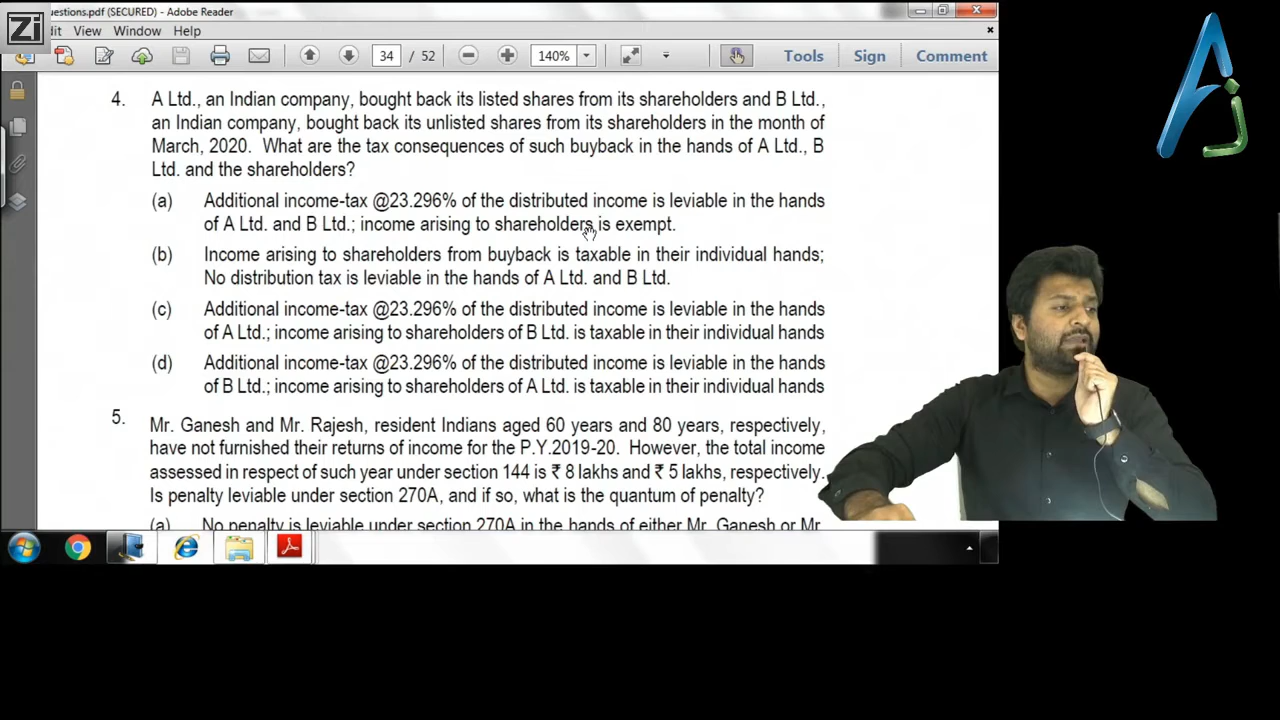 Zi
uestions.pdf (SECURED) - Adobe Reader
dit View Window Help
34 / 52
140%
Tools Sign Comment
4. A Ltd., an Indian company, bought back its listed shares from its shareholders and B Ltd.,
an Indian company, bought back its unlisted shares from its shareholders in the month of
March, 2020. What are the tax consequences of such buyback in the hands of A Ltd., B
Ltd. and the shareholders?
(a) Additional income-tax @23.296% of the distributed income is leviable in the hands
of A Ltd. and B Ltd.; income arising to shareholders is exempt.
(b) Income arising to shareholders from buyback is taxable in their individual hands;
No distribution tax is leviable in the hands of A Ltd. and B Ltd.
(c) Additional income-tax @23.296% of the distributed income is leviable in the hands
of A Ltd.; income arising to shareholders of B Ltd. is taxable in their individual hands
(d) Additional income-tax @23.296% of the distributed income is leviable in the hands
of B Ltd.; income arising to shareholders of A Ltd. is taxable in their individual hands
5. Mr. Ganesh and Mr. Rajesh, resident Indians aged 60 years and 80 years, respectively,
have not furnished their returns of income for the P.Y.2019-20. However, the total income
assessed in respect of such year under section 144 is ₹ 8 lakhs and ₹ 5 lakhs, respectively.
Is penalty leviable under section 270A, and if so, what is the quantum of penalty?
(a) No penalty is leviable under section 270A in the hands of either Mr. Ganesh or Mr.